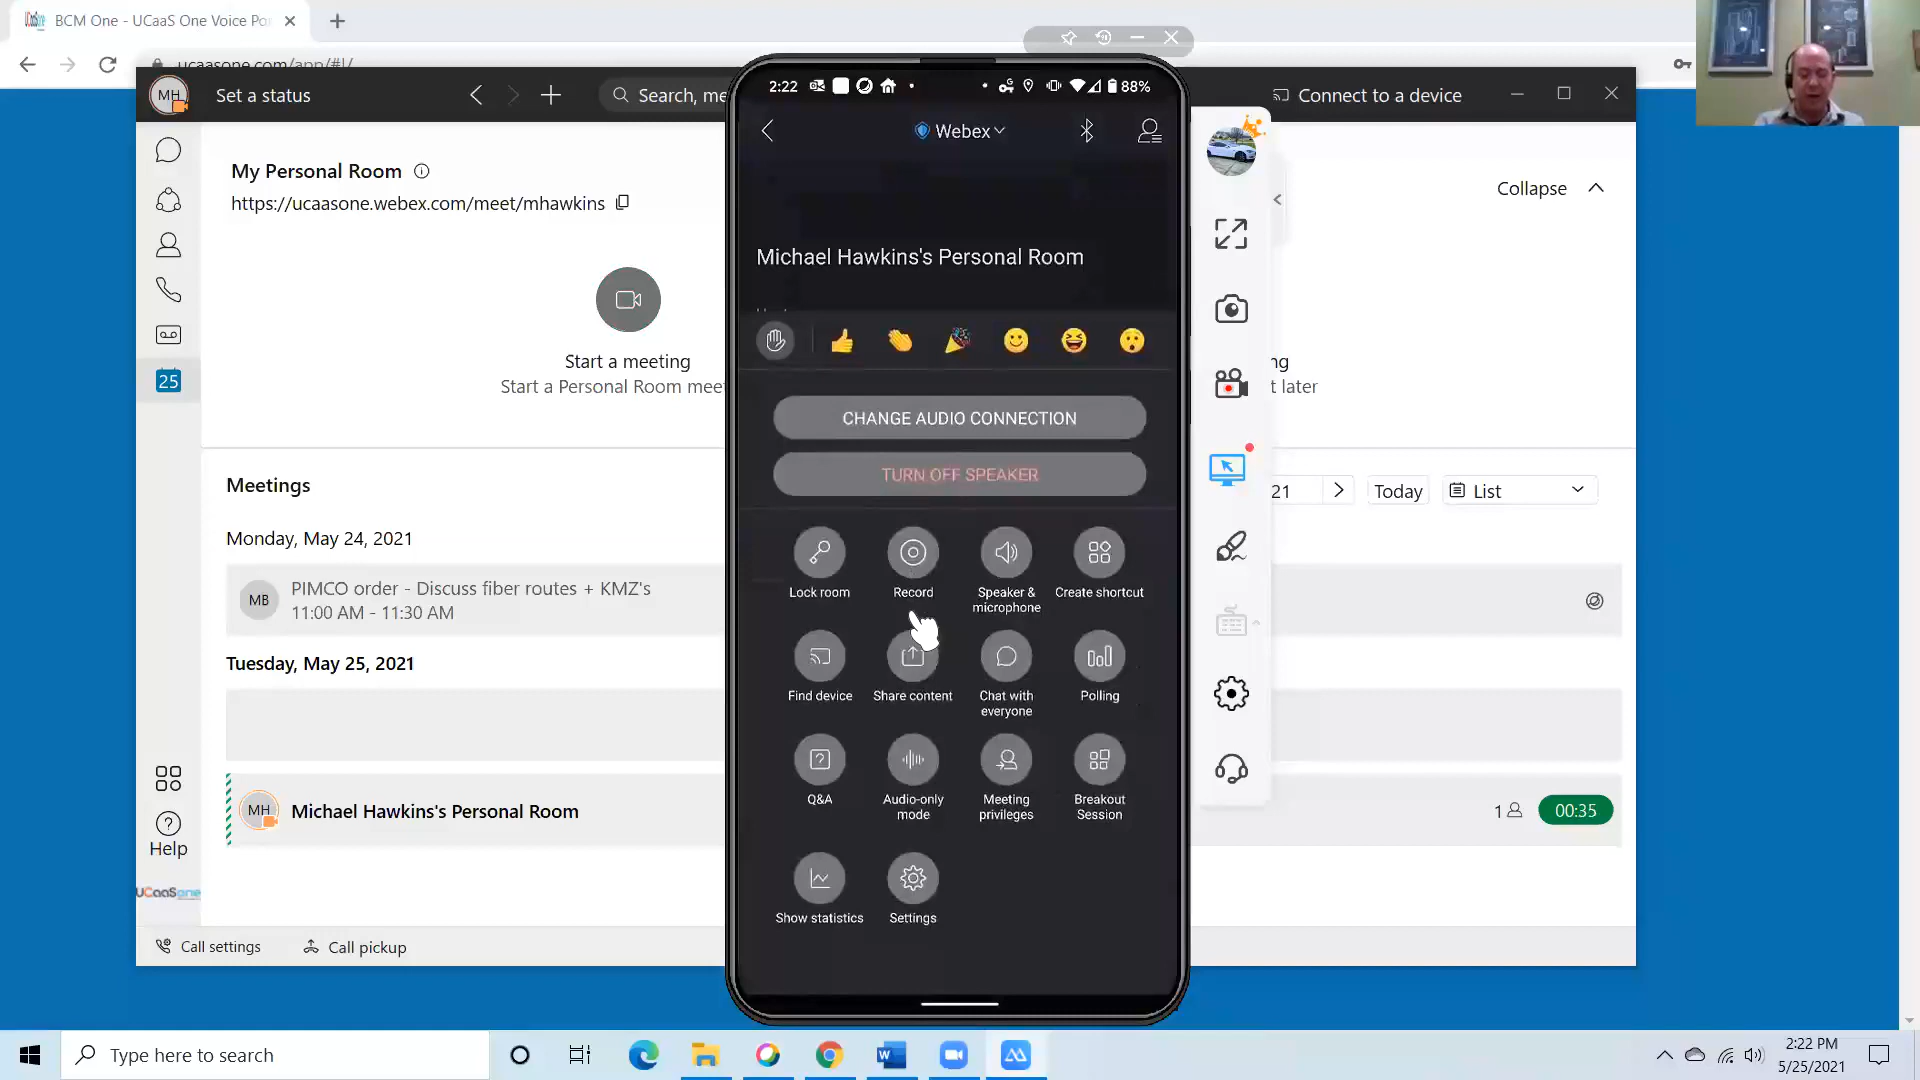 BCM One - UCaaS One Voice Por
ucaasone.com/app/#!/
MH
Set a status
Search, me
Connect to a device
My Personal Room
https://ucaasone.webex.com/meet/mhawkins
Collapse
Start a meeting
Start a Personal Room mee
ng
t later
Meetings
21
Today
List
Monday, May 24, 2021
MB
PIMCO order - Discuss fiber routes + KMZ's
11:00 AM - 11:30 AM
Tuesday, May 25, 2021
MH
Michael Hawkins's Personal Room
1
00:35
25
Help
UCaaSone
Call settings
Call pickup
2:22
88%
Webex
Michael Hawkins's Personal Room
CHANGE AUDIO CONNECTION
TURN OFF SPEAKER
Lock room
Record
Speaker &
microphone
Create shortcut
Find device
Share content
Chat with
everyone
Polling
Q&A
Audio-only
mode
Meeting
privileges
Breakout
Session
Show statistics
Settings
Type here to search
2:22 PM
5/25/2021